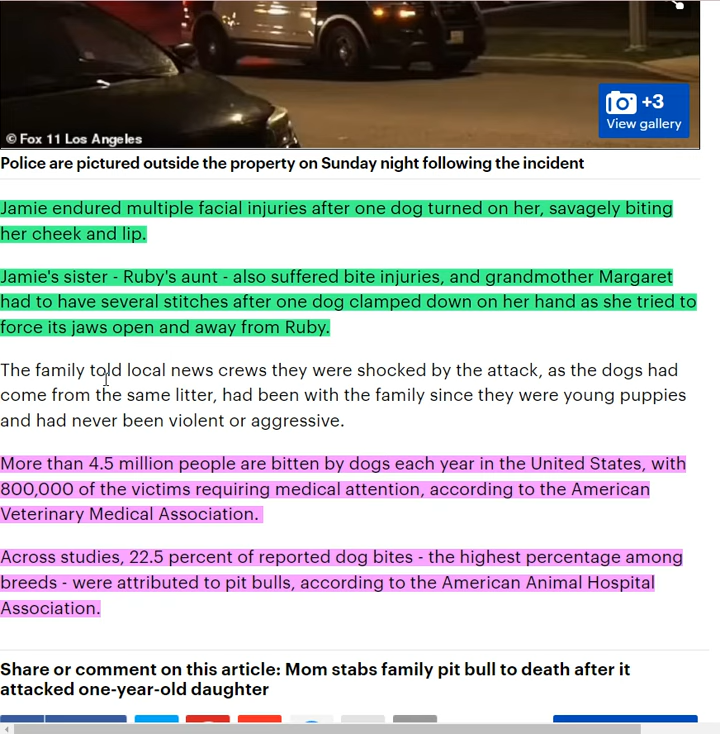 +3
View gallery
© Fox 11 Los Angeles
Police are pictured outside the property on Sunday night following the incident
Jamie endured multiple facial injuries after one dog turned on her, savagely biting
her cheek and lip.
Jamie's sister - Ruby's aunt - also suffered bite injuries, and grandmother Margaret
had to have several stitches after one dog clamped down on her hand as she tried to
force its jaws open and away from Ruby.
The family told local news crews they were shocked by the attack, as the dogs had
come from the same litter, had been with the family since they were young puppies
and had never been violent or aggressive.
More than 4.5 million people are bitten by dogs each year in the United States, with
800,000 of the victims requiring medical attention, according to the American
Veterinary Medical Association.
Across studies, 22.5 percent of reported dog bites - the highest percentage among
breeds - were attributed to pit bulls, according to the American Animal Hospital
Association.
Share or comment on this article: Mom stabs family pit bull to death after it
attacked one-year-old daughter